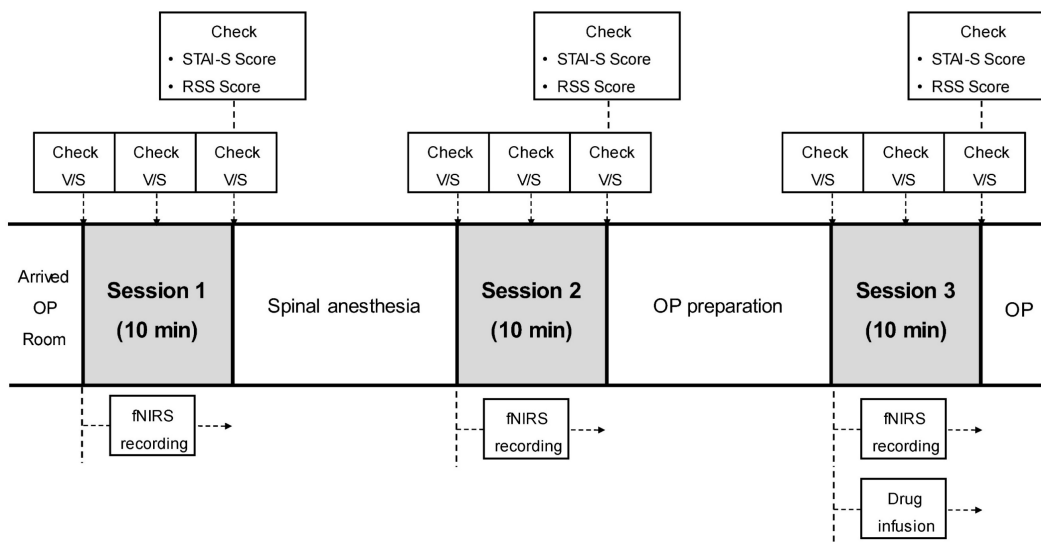 Check
• STAI-S Score
• RSS Score
Check
• STAI-S Score
• RSS Score
Check
• STAI-S Score
• RSS Score
Check
V/S
Check
V/S
Check
V/S
Check
V/S
Check
V/S
Check
V/S
Check
V/S
Check
V/S
Check
V/S
Arrived
OP
Room
Session 1
(10 min)
Spinal anesthesia
Session 2
(10 min)
OP preparation
Session 3
(10 min)
OP
fNIRS
recording
fNIRS
recording
fNIRS
recording
Drug
infusion